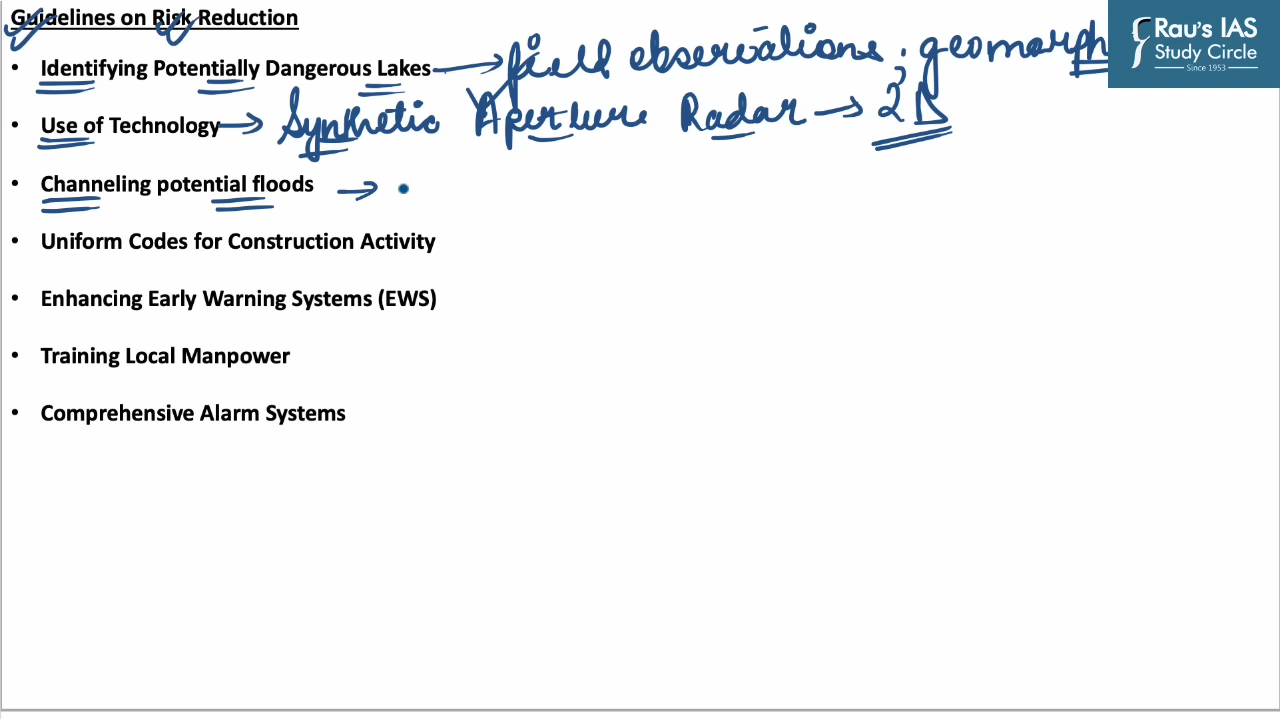 Guidelines on Risk Reduction
• Identifying Potentially Dangerous Lakes → field observations, geomorph
• Use of Technology → Synthetic Aperture Radar → 2D
• Channeling potential floods →
• Uniform Codes for Construction Activity
• Enhancing Early Warning Systems (EWS)
• Training Local Manpower
• Comprehensive Alarm Systems
Rau's IAS
Study Circle
Since 1953